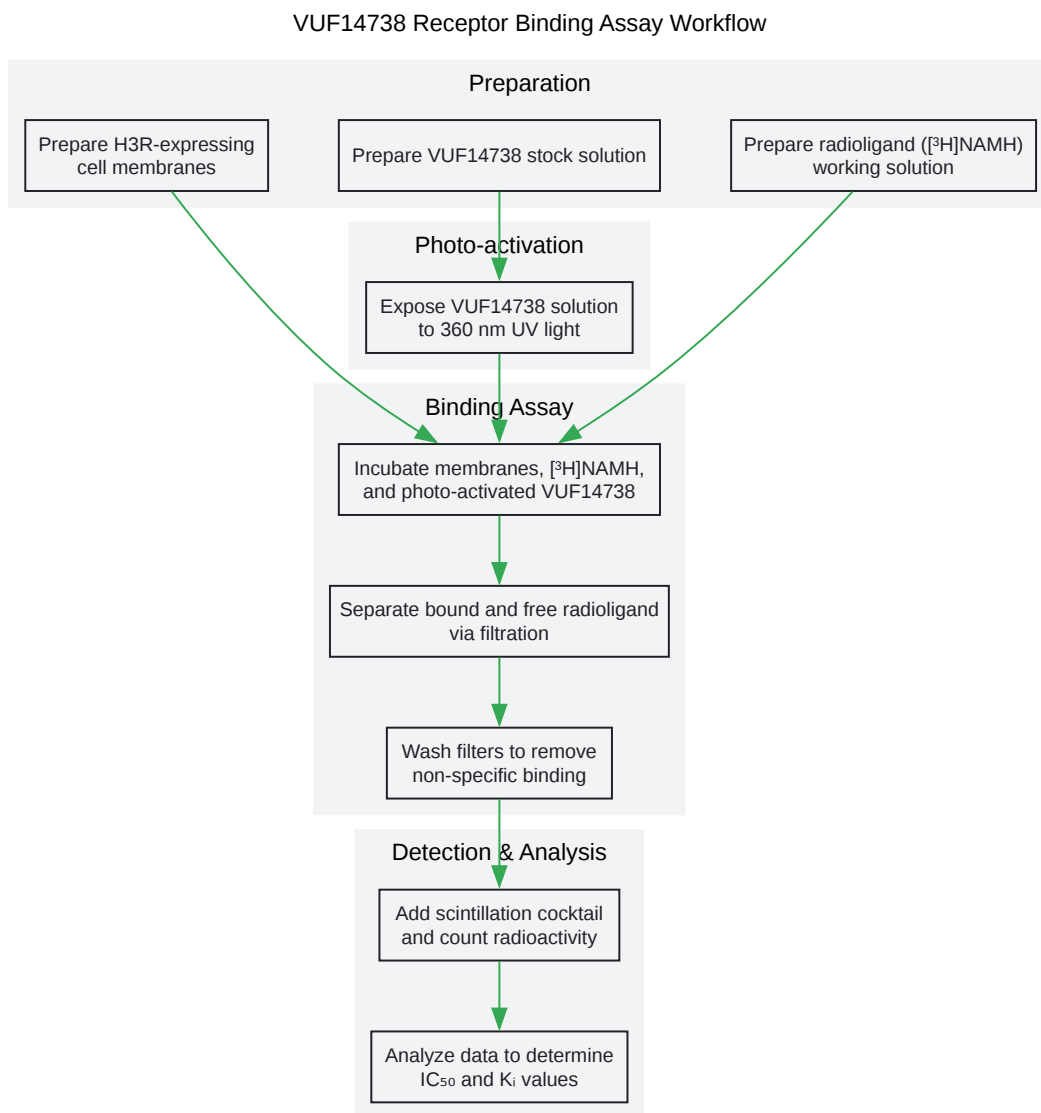 VUF14738 Receptor Binding Assay Workflow
Preparation
Prepare H3R-expressing
cell membranes
Prepare VUF14738 stock solution
Prepare radioligand ([³H]NAMH)
working solution
Photo-activation
Expose VUF14738 solution
to 360 nm UV light
Binding Assay
Incubate membranes, [³H]NAMH,
and photo-activated VUF14738
Separate bound and free radioligand
via filtration
Wash filters to remove
non-specific binding
Detection & Analysis
Add scintillation cocktail
and count radioactivity
Analyze data to determine
IC₅₀ and Kᵢ values